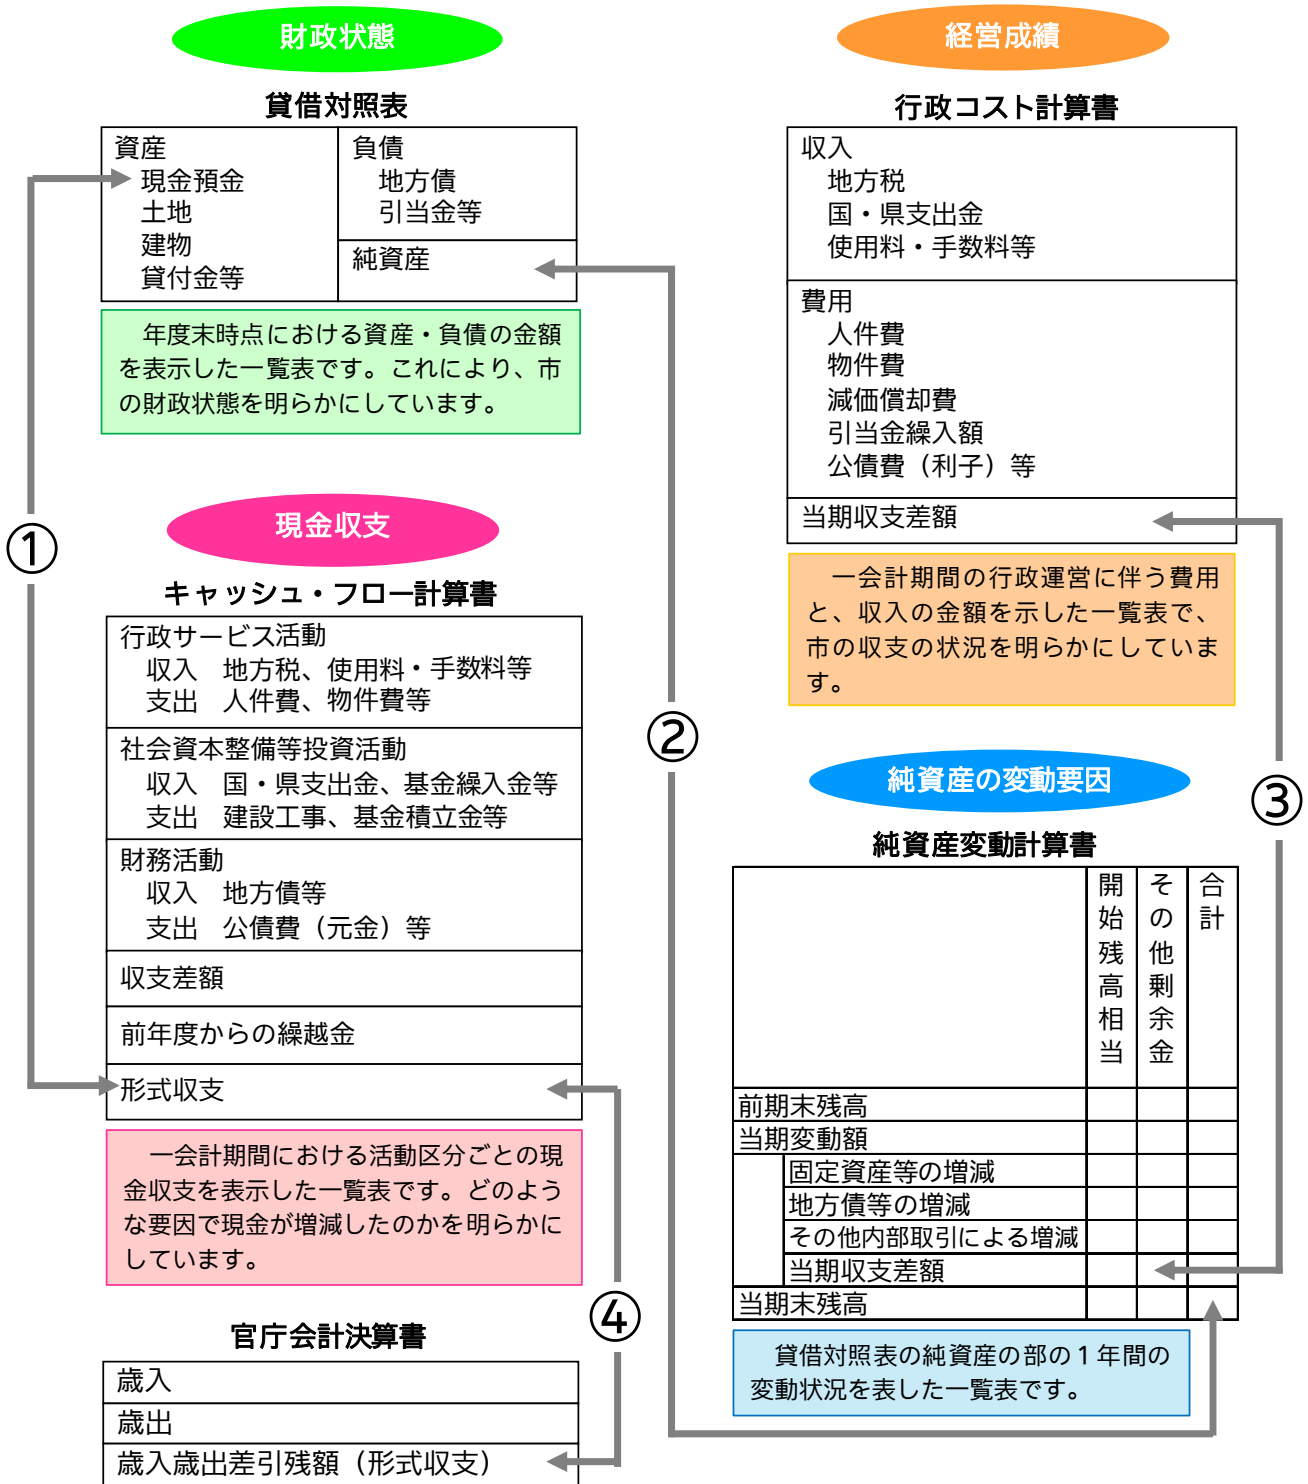 財政状態
貸借対照表
資産
現金預金
土地
建物
貸付金等
負債
地方債
引当金等
純資産
年度末時点における資産・負債の金額
を表示した一覧表です。これにより、市
の財政状態を明らかにしています。
経営成績
行政コスト計算書
収入
地方税
国・県支出金
使用料・手数料等
費用
人件費
物件費
減価償却費
引当金繰入額
公債費（利子）等
当期収支差額
一会計期間の行政運営に伴う費用
と、収入の金額を示した一覧表で、
市の収支の状況を明らかにしていま
す。
①
現金収支
キャッシュ・フロー計算書
行政サービス活動
収入　地方税、使用料・手数料等
支出　人件費、物件費等
社会資本整備等投資活動
収入　国・県支出金、基金繰入金等
支出　建設工事、基金積立金等
財務活動
収入　地方債等
支出　公債費（元金）等
収支差額
前年度からの繰越金
形式収支
一会計期間における活動区分ごとの現
金収支を表示した一覧表です。どのよう
な要因で現金が増減したのかを明らかに
しています。
②
③
純資産の変動要因
純資産変動計算書
開始残高相当
その他剰余金
合計
前期末残高
当期変動額
固定資産等の増減
地方債等の増減
その他内部取引による増減
当期収支差額
当期末残高
貸借対照表の純資産の部の１年間の
変動状況を表した一覧表です。
④
官庁会計決算書
歳入
歳出
歳入歳出差引残額（形式収支）